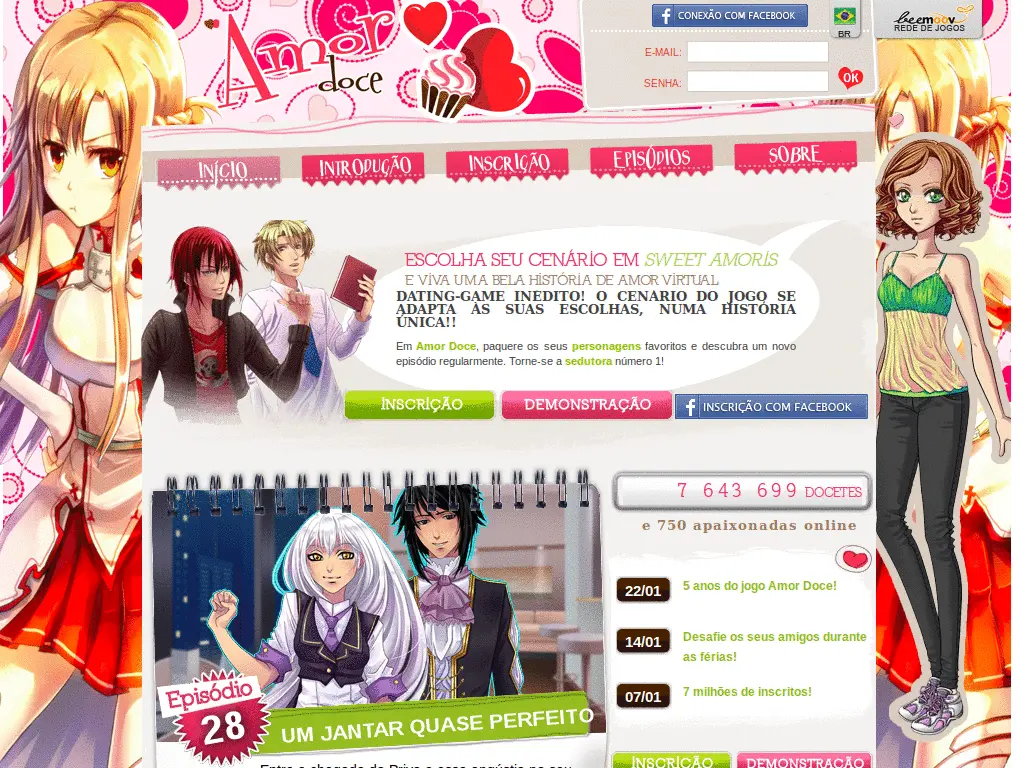 Amor doce
CONEXÃO COM FACEBOOK
BR
beemoov
REDE DE JOGOS
E-MAIL:
SENHA:
OK
INÍCIO
INTRODUÇÃO
INSCRIÇÃO
EPISÓDIOS
SOBRE
ESCOLHA SEU CENÁRIO EM SWEET AMORIS
E VIVA UMA BELA HISTÓRIA DE AMOR VIRTUAL
DATING-GAME INEDITO! O CENARIO DO JOGO SE
ADAPTA ÀS SUAS ESCOLHAS, NUMA HISTÓRIA
ÚNICA!!
Em Amor Doce, paquere os seus personagens favoritos e descubra um novo
episódio regularmente. Torne-se a sedutora número 1!
INSCRIÇÃO
DEMONSTRAÇÃO
INSCRIÇÃO COM FACEBOOK
7 643 699 DOCETES
e 750 apaixonadas online
22/01 5 anos do jogo Amor Doce!
14/01 Desafie os seus amigos durante
as férias!
07/01 7 milhões de inscritos!
Episódio
28
UM JANTAR QUASE PERFEITO
INSCRIÇÃO
DEMONSTRAÇÃO